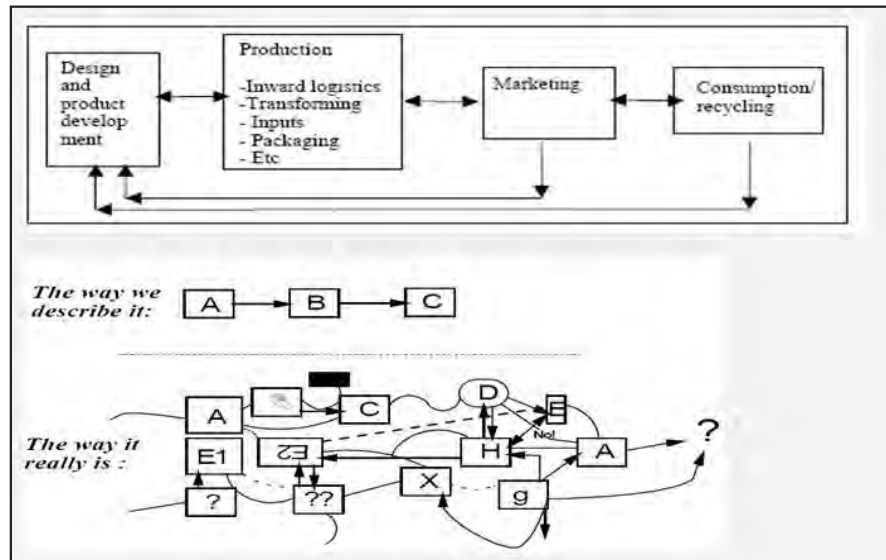 Design
and
product
develop
ment
Production
-Inward logistics
-Transforming
- Inputs
- Packaging
- Etc
Marketing
Consumption/
recycling
The way we
describe it:
A
B
C
The way it
really is :
A
C
D
E
No!
E1
E2
H
A
?
?
??
X
g